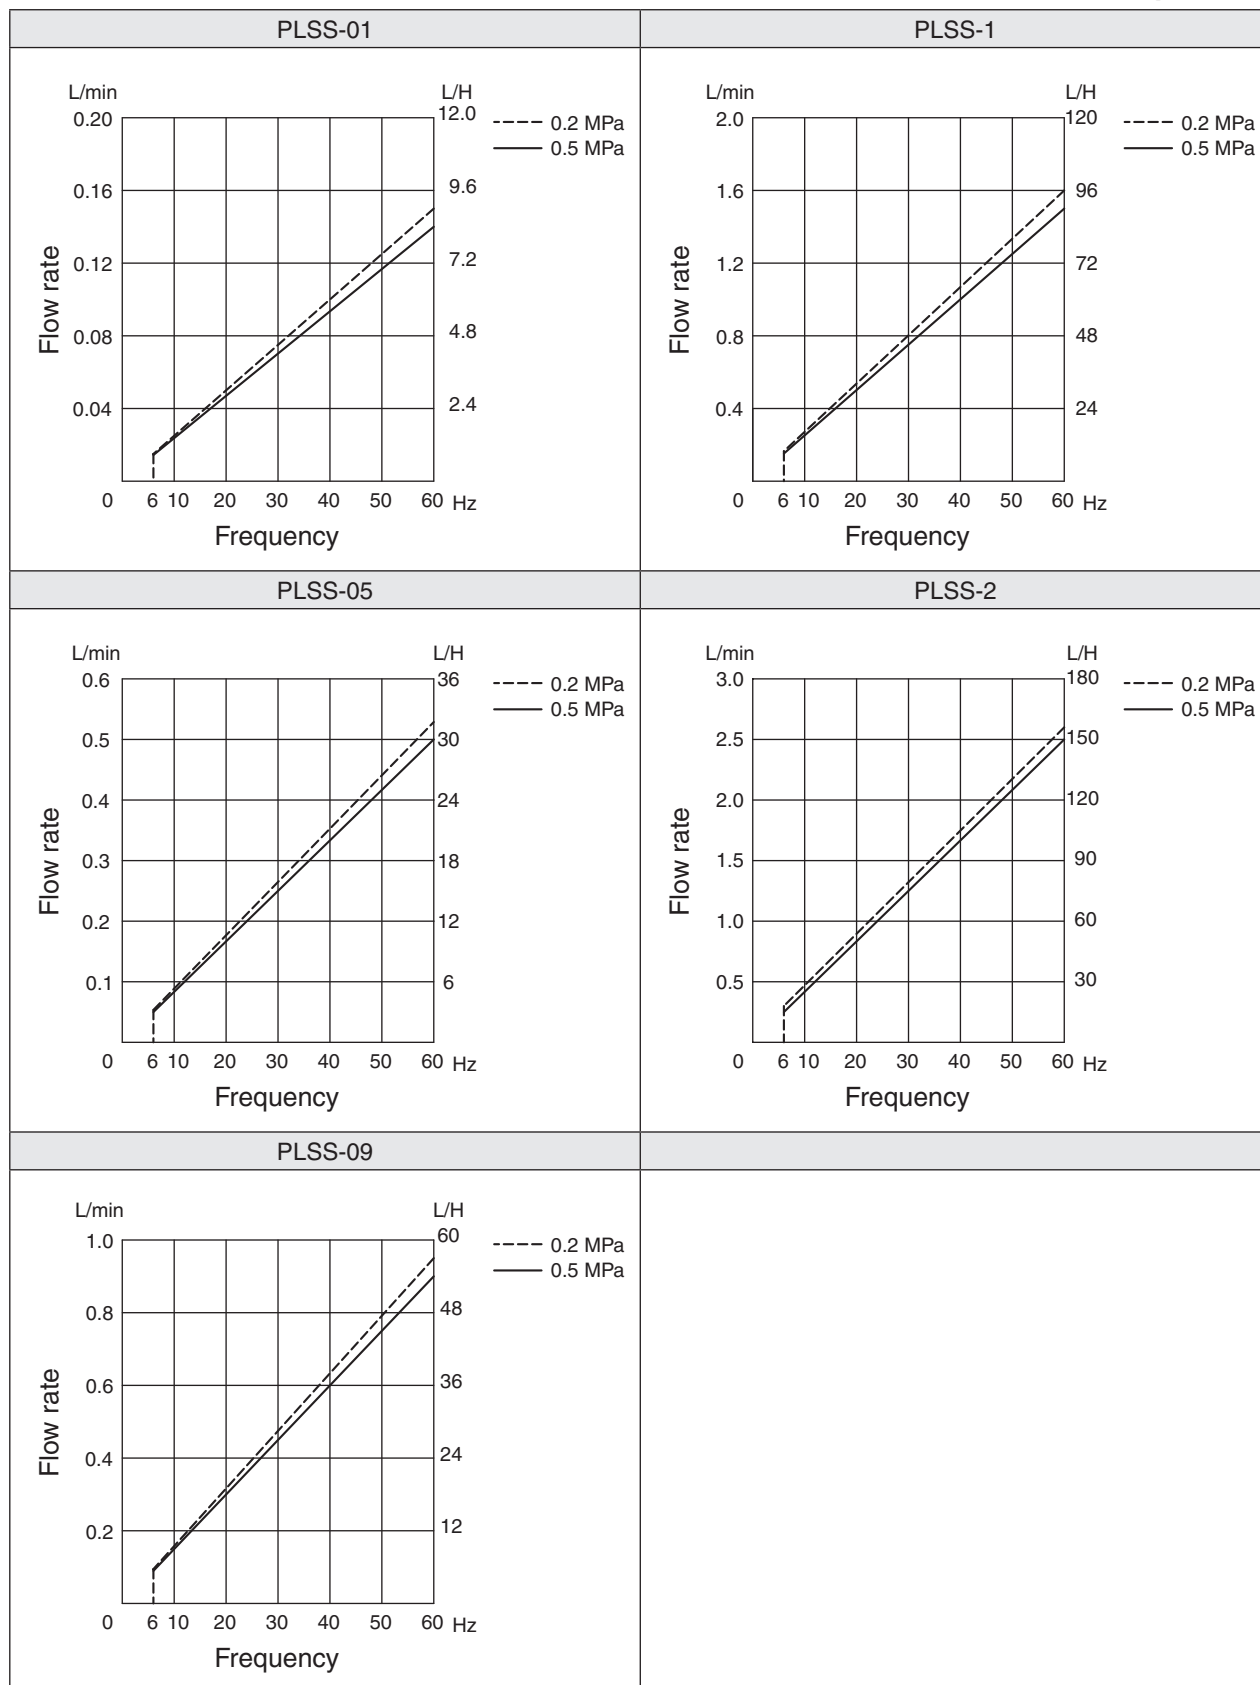 PLSS-01
L/min
L/H
0.20
0.16
0.12
0.08
0.04
12.0
9.6
7.2
4.8
2.4
0.2 MPa
0.5 MPa
Flow rate
0 6 10 20 30 40 50 60 Hz
Frequency
PLSS-1
L/min
L/H
2.0
1.6
1.2
0.8
0.4
120
96
72
48
24
0.2 MPa
0.5 MPa
Flow rate
0 6 10 20 30 40 50 60 Hz
Frequency
PLSS-05
L/min
L/H
0.6
0.5
0.4
0.3
0.2
0.1
36
30
24
18
12
6
0.2 MPa
0.5 MPa
Flow rate
0 6 10 20 30 40 50 60 Hz
Frequency
PLSS-2
L/min
L/H
3.0
2.5
2.0
1.5
1.0
0.5
180
150
120
90
60
30
0.2 MPa
0.5 MPa
Flow rate
0 6 10 20 30 40 50 60 Hz
Frequency
PLSS-09
L/min
L/H
1.0
0.8
0.6
0.4
0.2
60
48
36
24
12
0.2 MPa
0.5 MPa
Flow rate
0 6 10 20 30 40 50 60 Hz
Frequency